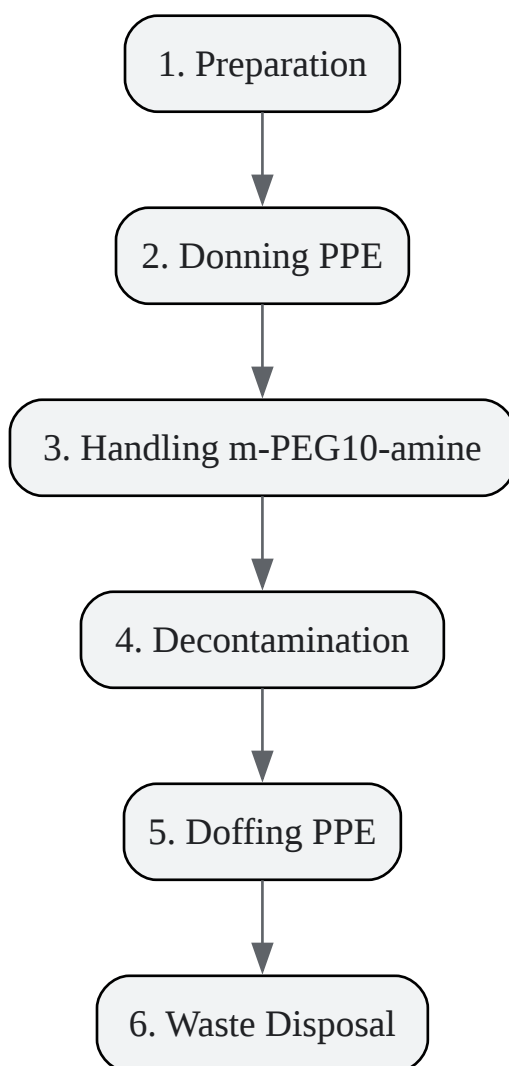 1. Preparation
2. Donning PPE
3. Handling m-PEG10-amine
4. Decontamination
5. Doffing PPE
6. Waste Disposal